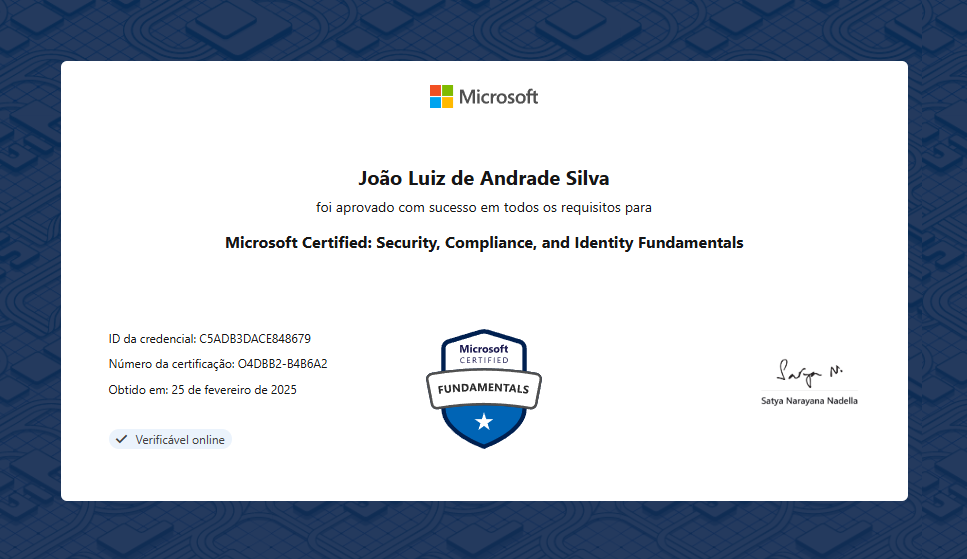 Microsoft
João Luiz de Andrade Silva
foi aprovado com sucesso em todos os requisitos para
Microsoft Certified: Security, Compliance, and Identity Fundamentals
ID da credencial: C5ADB3DACE848679
Número da certificação: O4DBB2-B4B6A2
Obtido em: 25 de fevereiro de 2025
Verificável online
Microsoft
CERTIFIED
FUNDAMENTALS
Satya N.
Satya Narayana Nadella